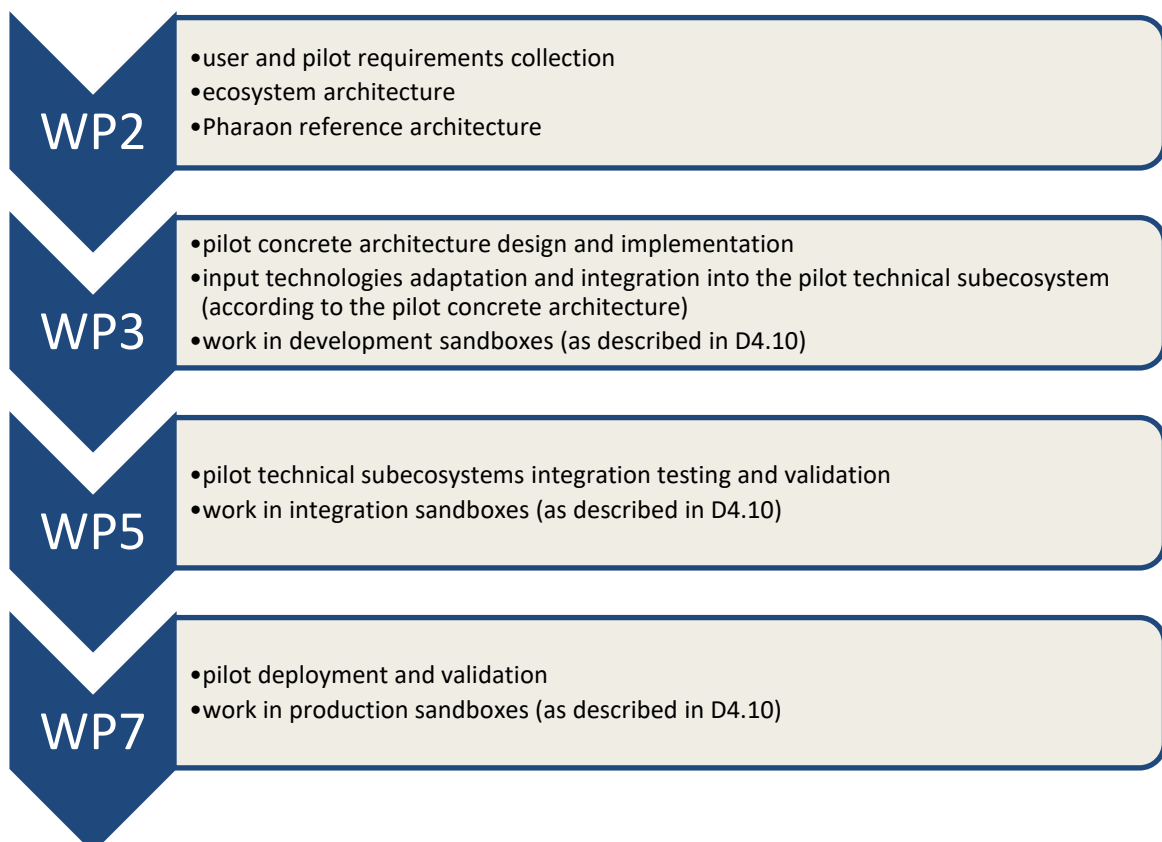 WP2
•user and pilot requirements collection
•ecosystem architecture
•Pharaon reference architecture
WP3
•pilot concrete architecture design and implementation
•input technologies adaptation and integration into the pilot technical subecosystem
(according to the pilot concrete architecture)
•work in development sandboxes (as described in D4.10)
WP5
•pilot technical subecosystems integration testing and validation
•work in integration sandboxes (as described in D4.10)
WP7
•pilot deployment and validation
•work in production sandboxes (as described in D4.10)